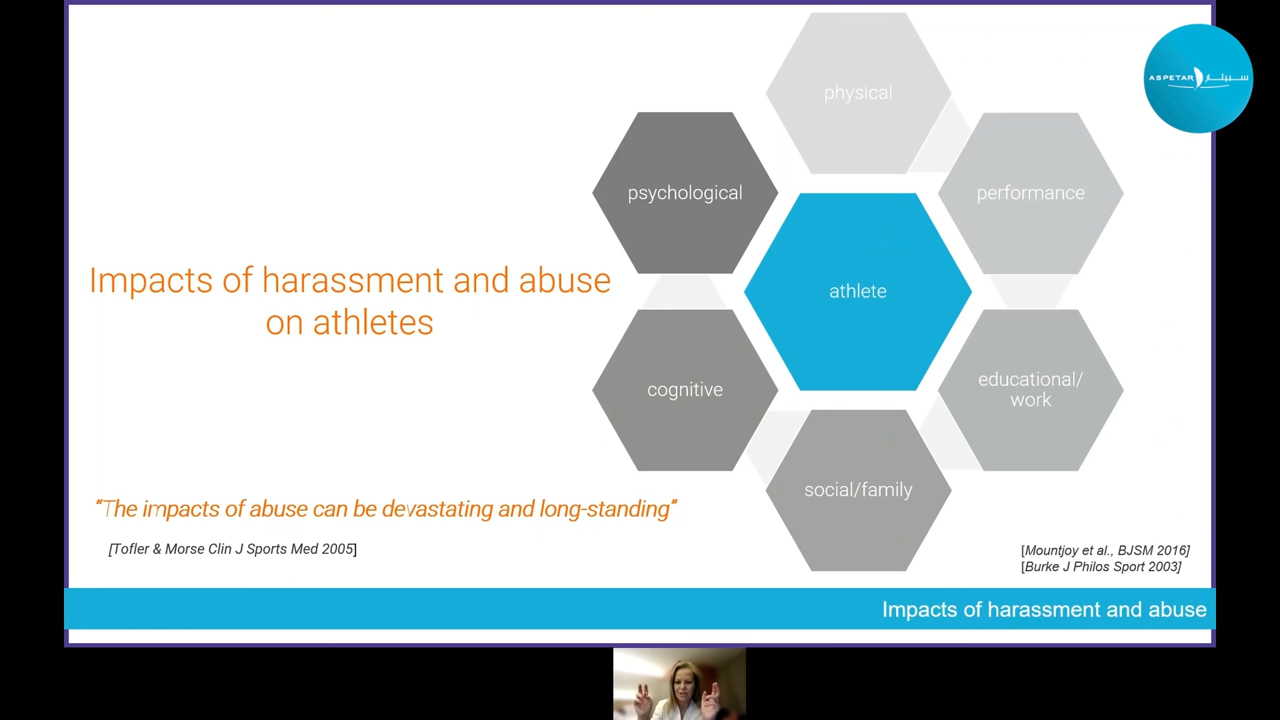 physical
ASPETAR سبيتار
psychological
performance
Impacts of harassment and abuse
on athletes
athlete
cognitive
educational/
work
social/family
“The impacts of abuse can be devastating and long-standing”
[Tofler & Morse Clin J Sports Med 2005]
[Mountjoy et al., BJSM 2016]
[Burke J Philos Sport 2003]
Impacts of harassment and abuse